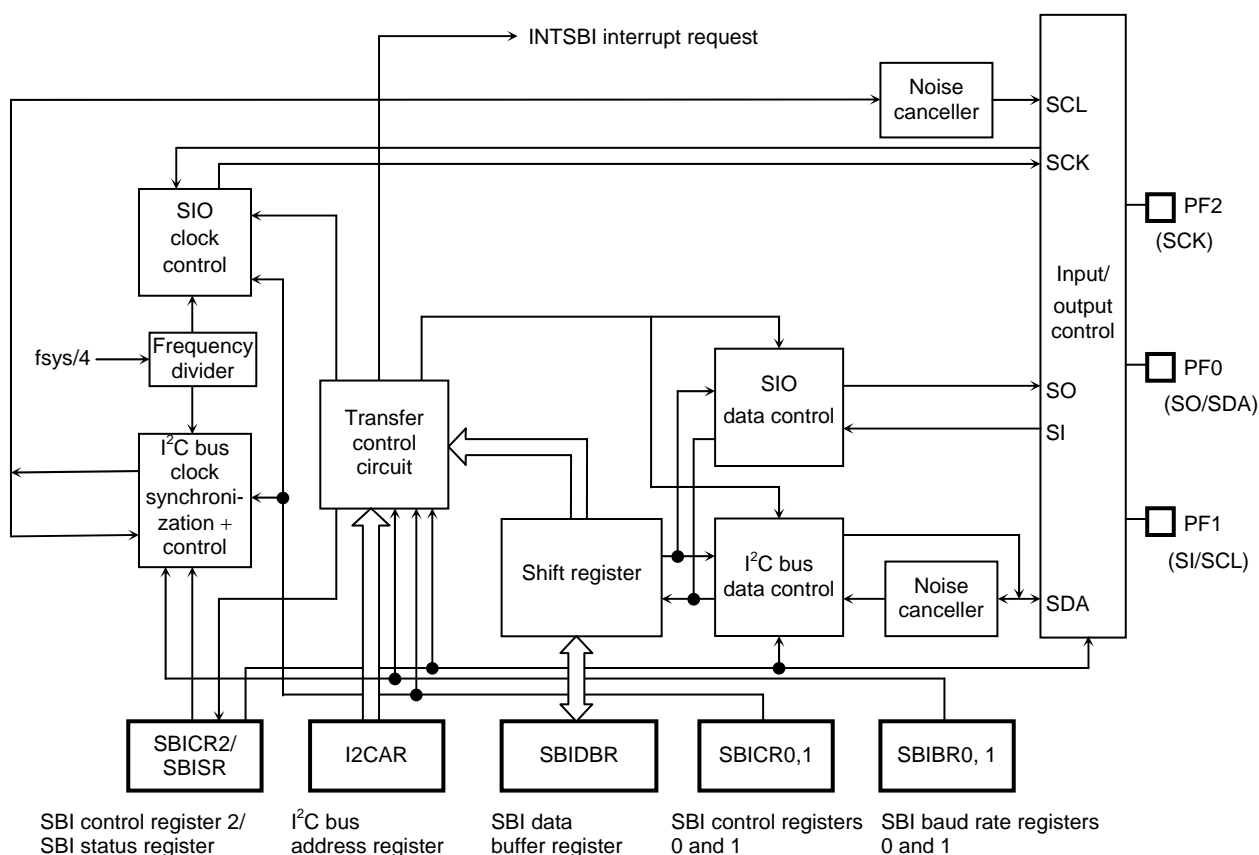 INTSBI interrupt request
Noise
canceller
SCL
SCK
SIO
clock
control
PF2
(SCK)
Input/
output
control
fsys/4
Frequency
divider
SIO
data control
SO
SI
PF0
(SO/SDA)
Transfer
control
circuit
I²C bus
clock
synchroni-
zation +
control
Shift register
I²C bus
data control
Noise
canceller
SDA
PF1
(SI/SCL)
SBICR2/
SBISR
I2CAR
SBIDBR
SBICR0,1
SBIBR0, 1
SBI control register 2/
SBI status register
I²C bus
address register
SBI data
buffer register
SBI control registers
0 and 1
SBI baud rate registers
0 and 1